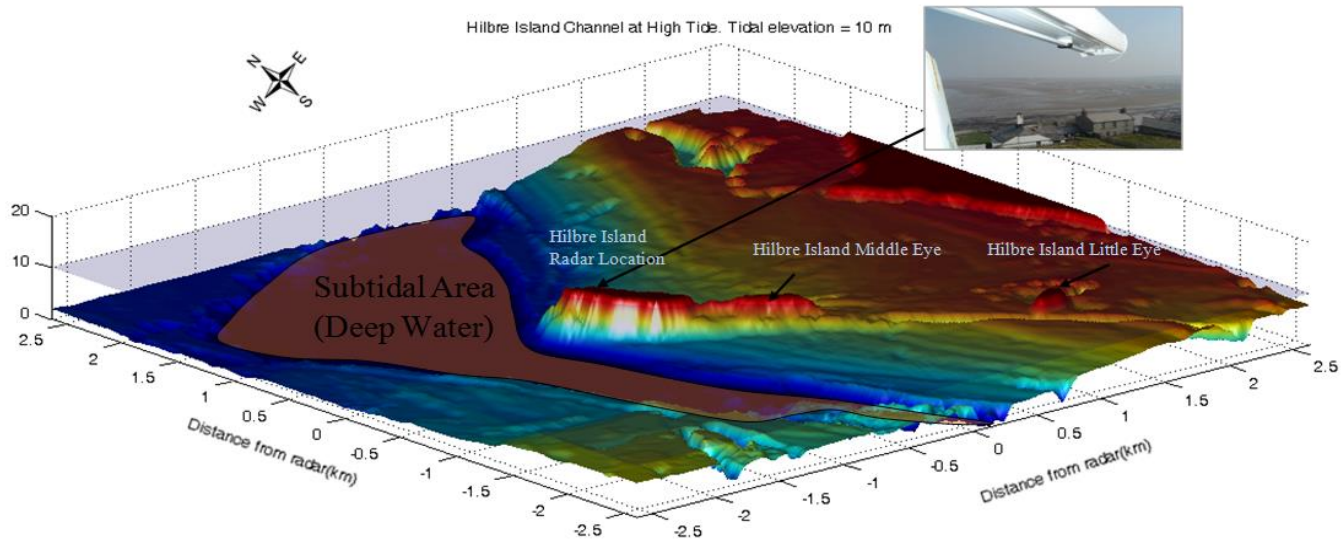 Hilbre Island Channel at High Tide. Tidal elevation = 10 m
N
E
W
S
Hilbre Island
Radar Location
Hilbre Island Middle Eye
Hilbre Island Little Eye
Subtidal Area
(Deep Water)
20
10
0
2.5
2
1.5
1
0.5
0
-0.5
-1
-1.5
-2
-2.5
Distance from radar(km)
-2.5
-2
-1.5
-1
-0.5
0
0.5
1
1.5
2
2.5
Distance from radar(km)